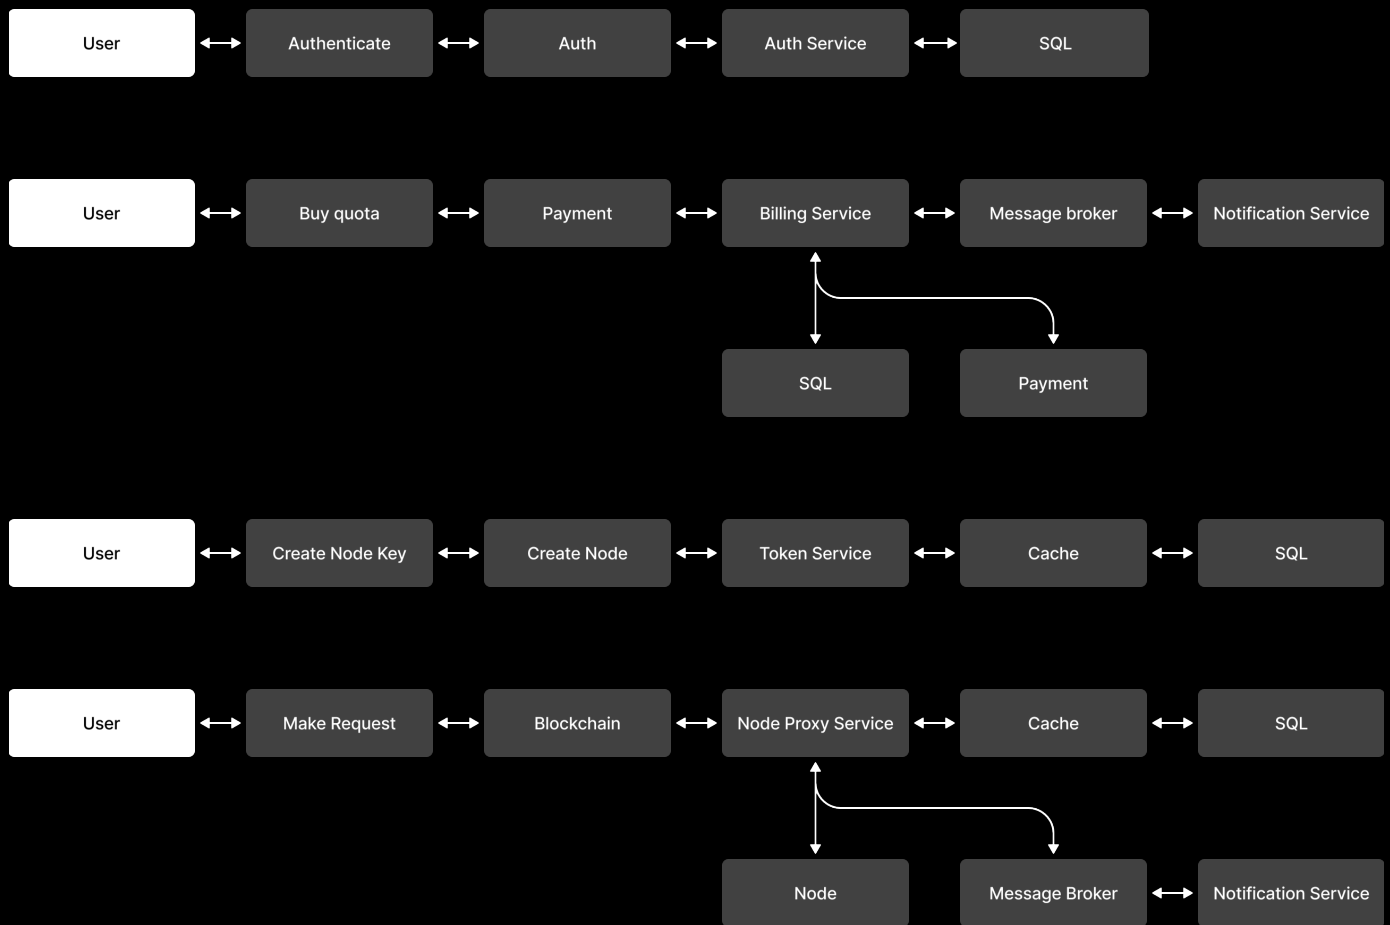 User
Authenticate
Auth
Auth Service
SQL
User
Buy quota
Payment
Billing Service
Message broker
Notification Service
SQL
Payment
User
Create Node Key
Create Node
Token Service
Cache
SQL
User
Make Request
Blockchain
Node Proxy Service
Cache
SQL
Node
Message Broker
Notification Service